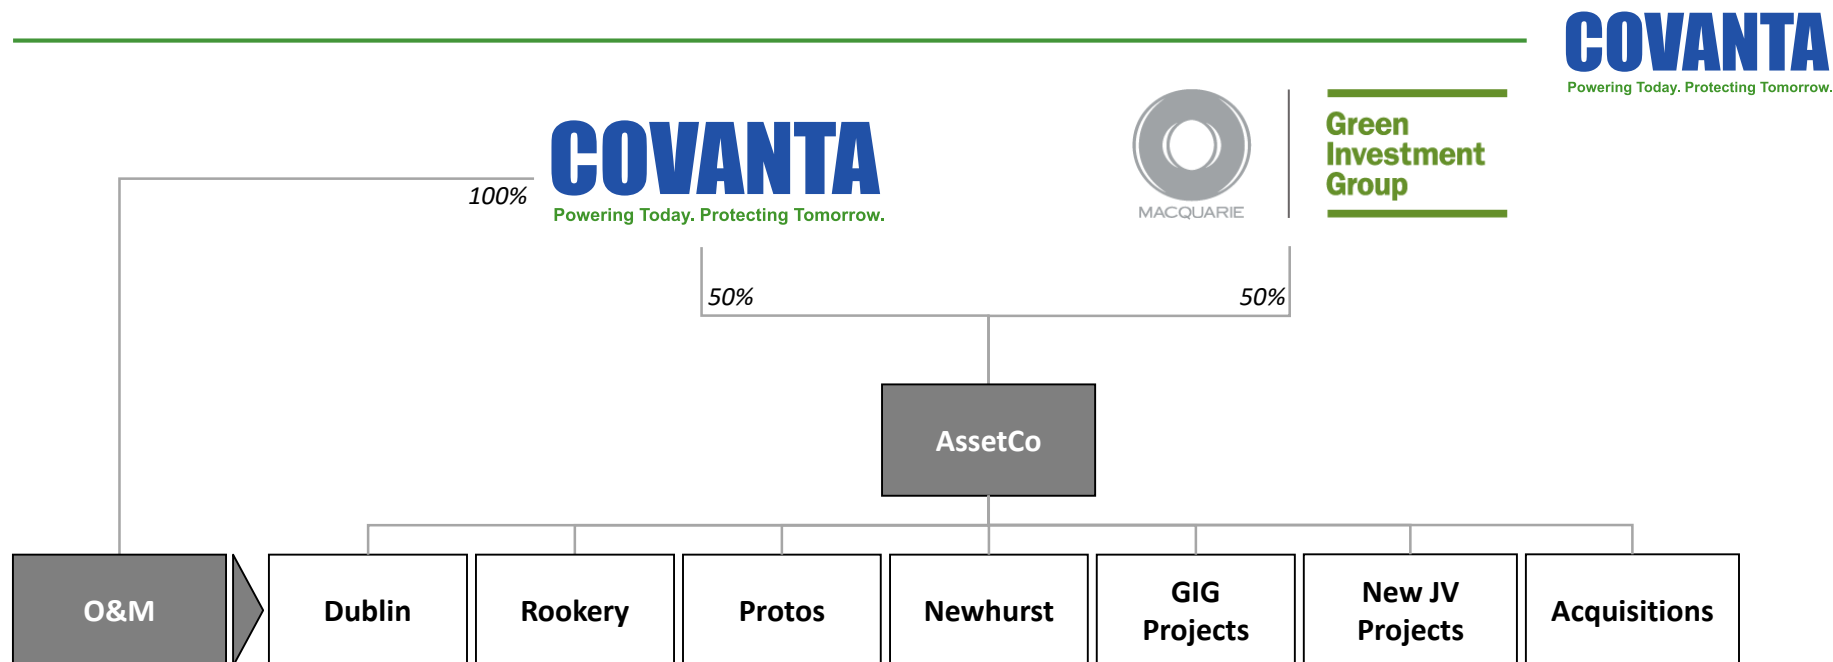 COVANTA
Powering Today. Protecting Tomorrow.
COVANTA
Powering Today. Protecting Tomorrow.
MACQUARIE
Green
Investment
Group
100%
50%
50%
AssetCo
O&M
Dublin
Rookery
Protos
Newhurst
GIG
Projects
New JV
Projects
Acquisitions